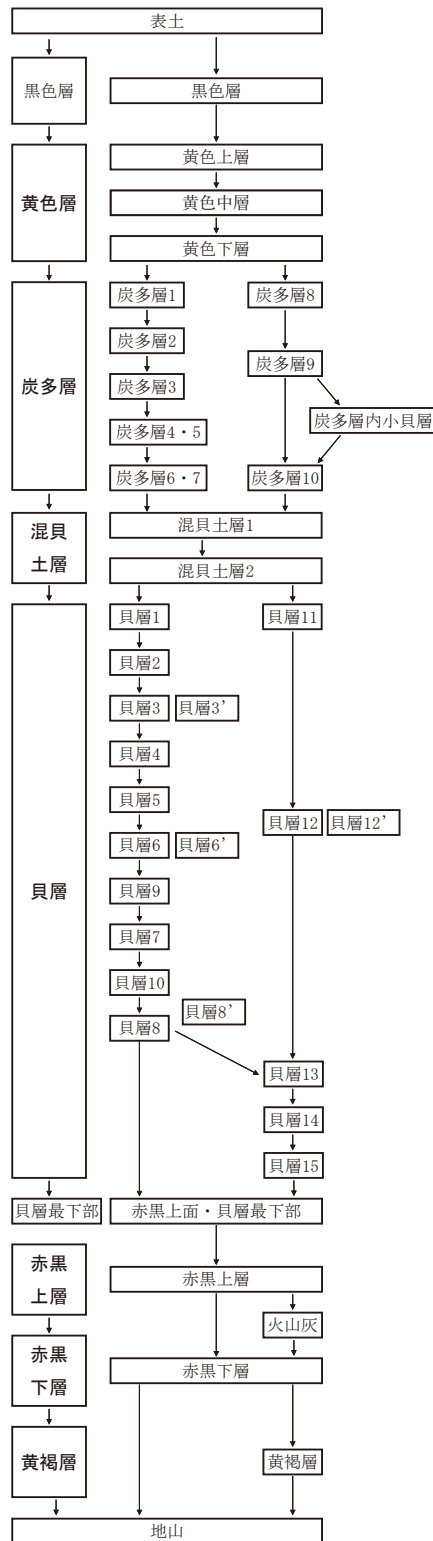 表土
黒色層
黒色層
黄色層
黄色上層
黄色中層
黄色下層
炭多層
炭多層1
炭多層8
炭多層2
炭多層9
炭多層3
炭多層内小貝層
炭多層4・5
炭多層6・7
炭多層10
混貝
土層
混貝土層1
混貝土層2
貝層
貝層1
貝層11
貝層2
貝層3
貝層3’
貝層4
貝層5
貝層12
貝層12’
貝層6
貝層6’
貝層9
貝層7
貝層10
貝層8’
貝層8
貝層13
貝層14
貝層15
貝層最下部
赤黒上面・貝層最下部
赤黒
上層
赤黒上層
火山灰
赤黒
下層
赤黒下層
黄褐層
黄褐層
地山